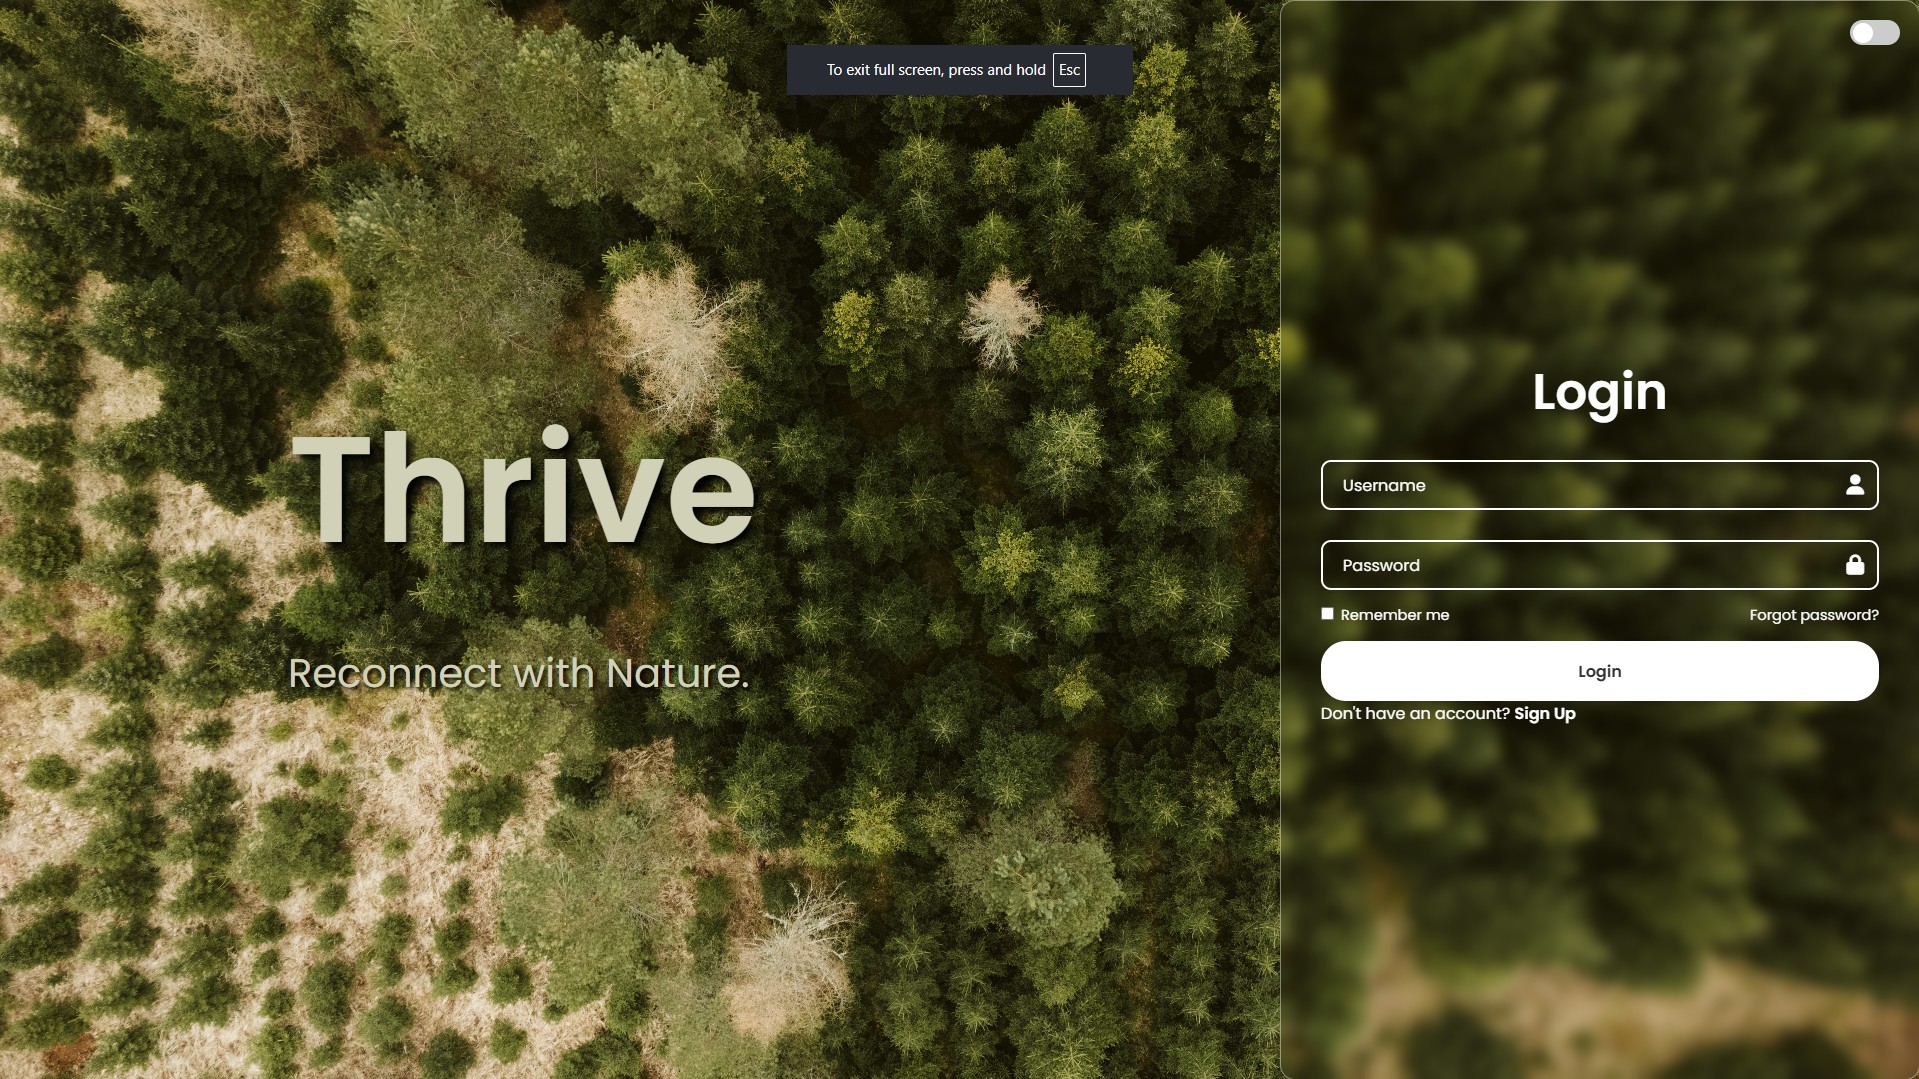 To exit full screen, press and hold Esc
Thrive
Reconnect with Nature.
Login
Username
Password
Remember me
Forgot password?
Login
Don't have an account? Sign Up